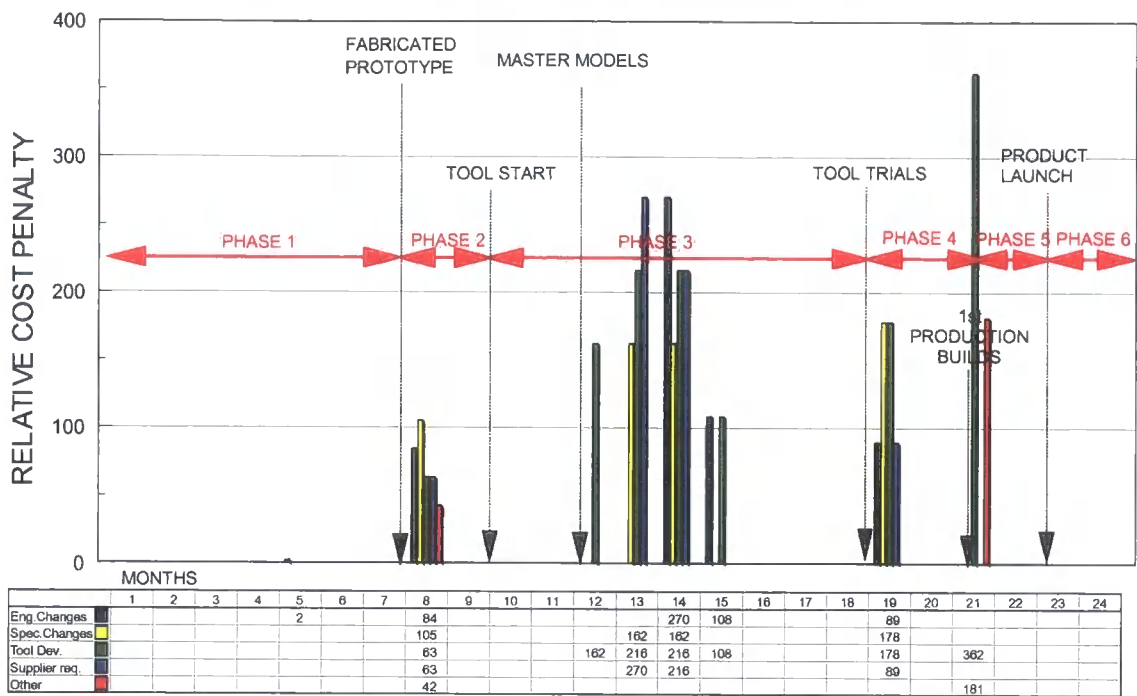 400
FABRICATED
PROTOTYPE
MASTER MODELS
300
TOOL START
TOOL TRIALS
PRODUCT
LAUNCH
PHASE 1
PHASE 2
PHASE 3
PHASE 4
PHASE 5
PHASE 6
RELATIVE COST PENALTY
200
1st
PRODUCTION
BUILDS
100
0
MONTHS
1 2 3 4 5 6 7 8 9 10 11 12 13 14 15 16 17 18 19 20 21 22 23 24
Eng.Changes 2 84 270 108 89
Spec.Changes 105 162 162 178
Tool Dev. 63 162 216 216 108 178 362
Supplier req. 63 270 216 89
Other 42 181